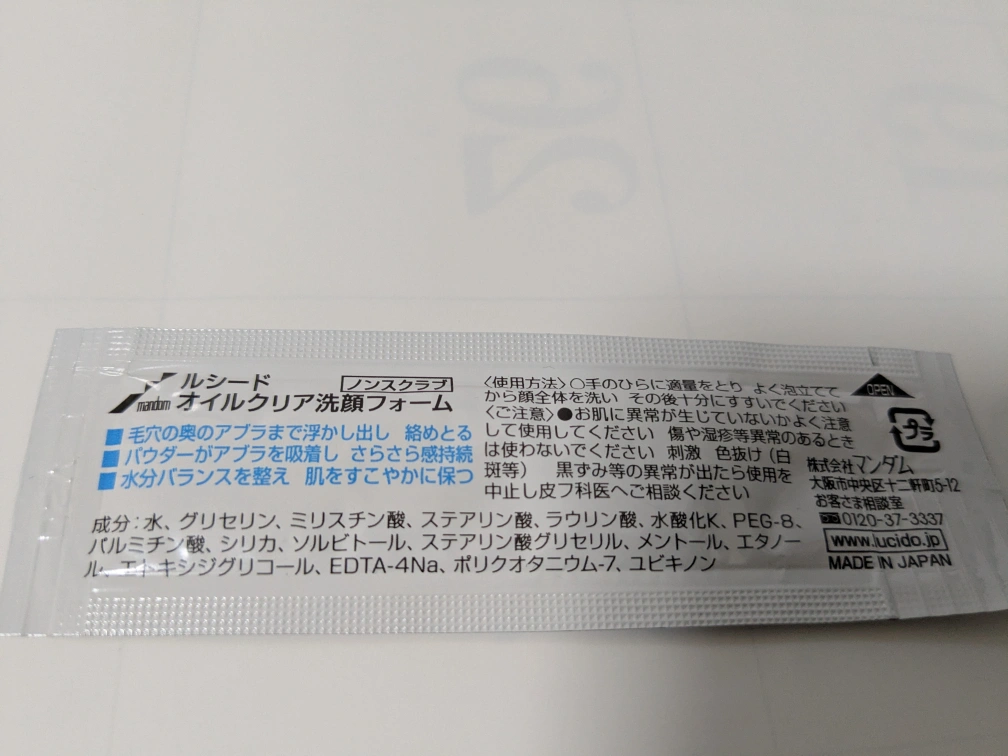 mandom
ルシード
ノンスクラブ
オイルクリア洗顔フォーム
■毛穴の奥のアブラまで浮かし出し 絡めとる
■パウダーがアブラを吸着し さらさら感持続
■水分バランスを整え 肌をすこやかに保つ
〈使用方法〉○手のひらに適量をとり よく泡立てて
から顔全体を洗い その後十分にすすいでください
〈ご注意〉●お肌に異常が生じていないかよく注意
して使用してください 傷や湿疹等異常のあるとき
は使わないでください 刺激 色抜け(白
斑等) 黒ずみ等の異常が出たら使用を
中止し皮フ科医へご相談ください
OPEN
プラ
株式会社マンダム
大阪市中央区十二軒町5-12
お客さま相談室
0120-37-3337
www.lucido.jp
MADE IN JAPAN
成分:水、グリセリン、ミリスチン酸、ステアリン酸、ラウリン酸、水酸化K、PEG-8、
パルミチン酸、シリカ、ソルビトール、ステアリン酸グリセリル、メントール、エタノー
ル、エトキシジグリコール、EDTA-4Na、ポリクオタニウム-7、ユビキノン
26